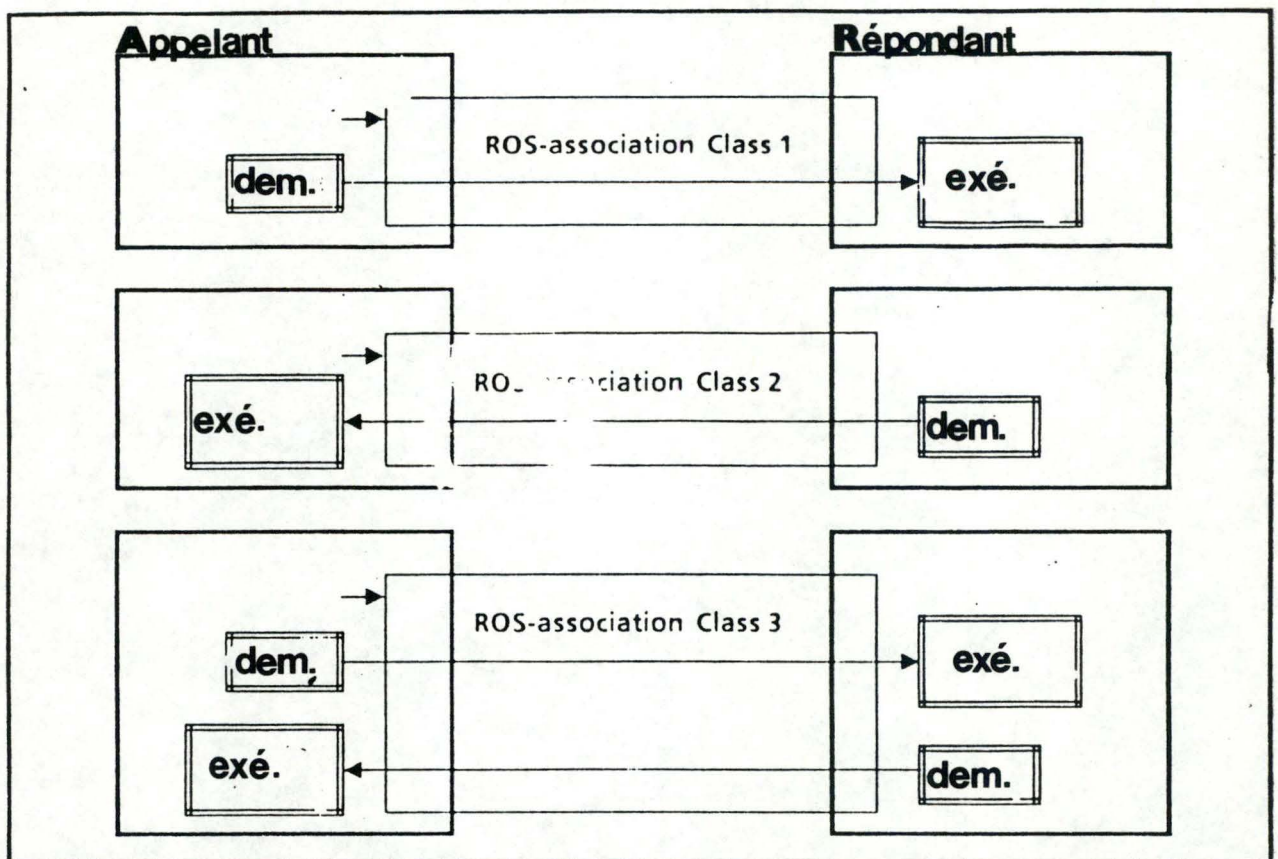 Appelant
Répondant
ROS-association Class 1
dem.
exé.
Class 2
exé.
dem.
ROS-association Class 3
dem.
exé.
exé.
dem.